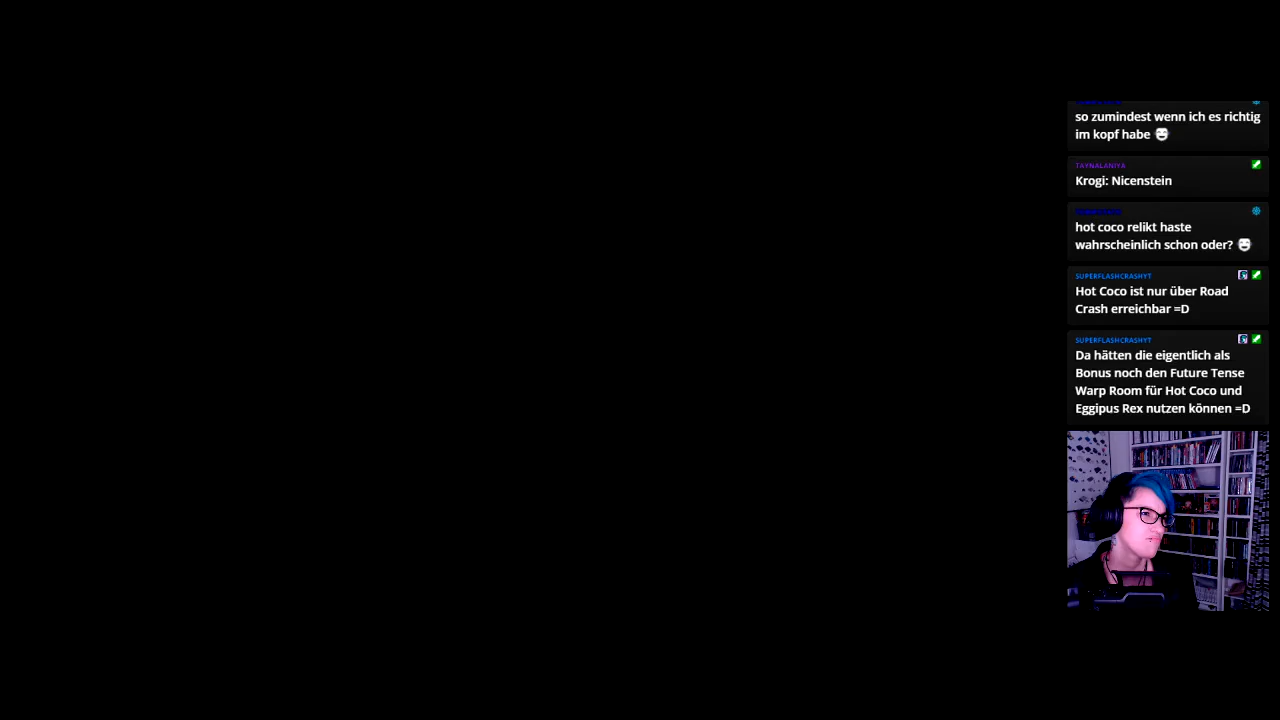 so zumindest wenn ich es richtig
im kopf habe
TAYNALANIYA
Krogi: Nicenstein
hot coco relikt haste
wahrscheinlich schon oder?
SUPERFLASHCRASHYT
Hot Coco ist nur über Road
Crash erreichbar =D
SUPERFLASHCRASHYT
Da hätten die eigentlich als
Bonus noch den Future Tense
Warp Room für Hot Coco und
Eggipus Rex nutzen können =D